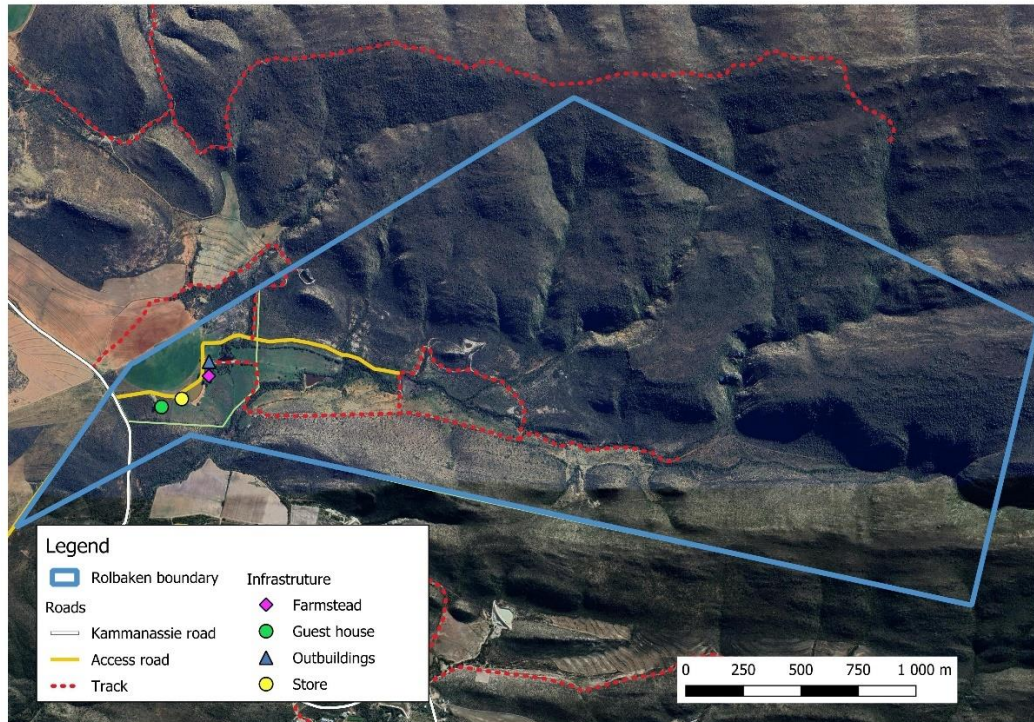 Legend
Rolbaken boundary
Roads
Kammanassie road
Access road
Track
Infrastruture
Farmstead
Guest house
Outbuildings
Store
0 250 500 750 1 000 m